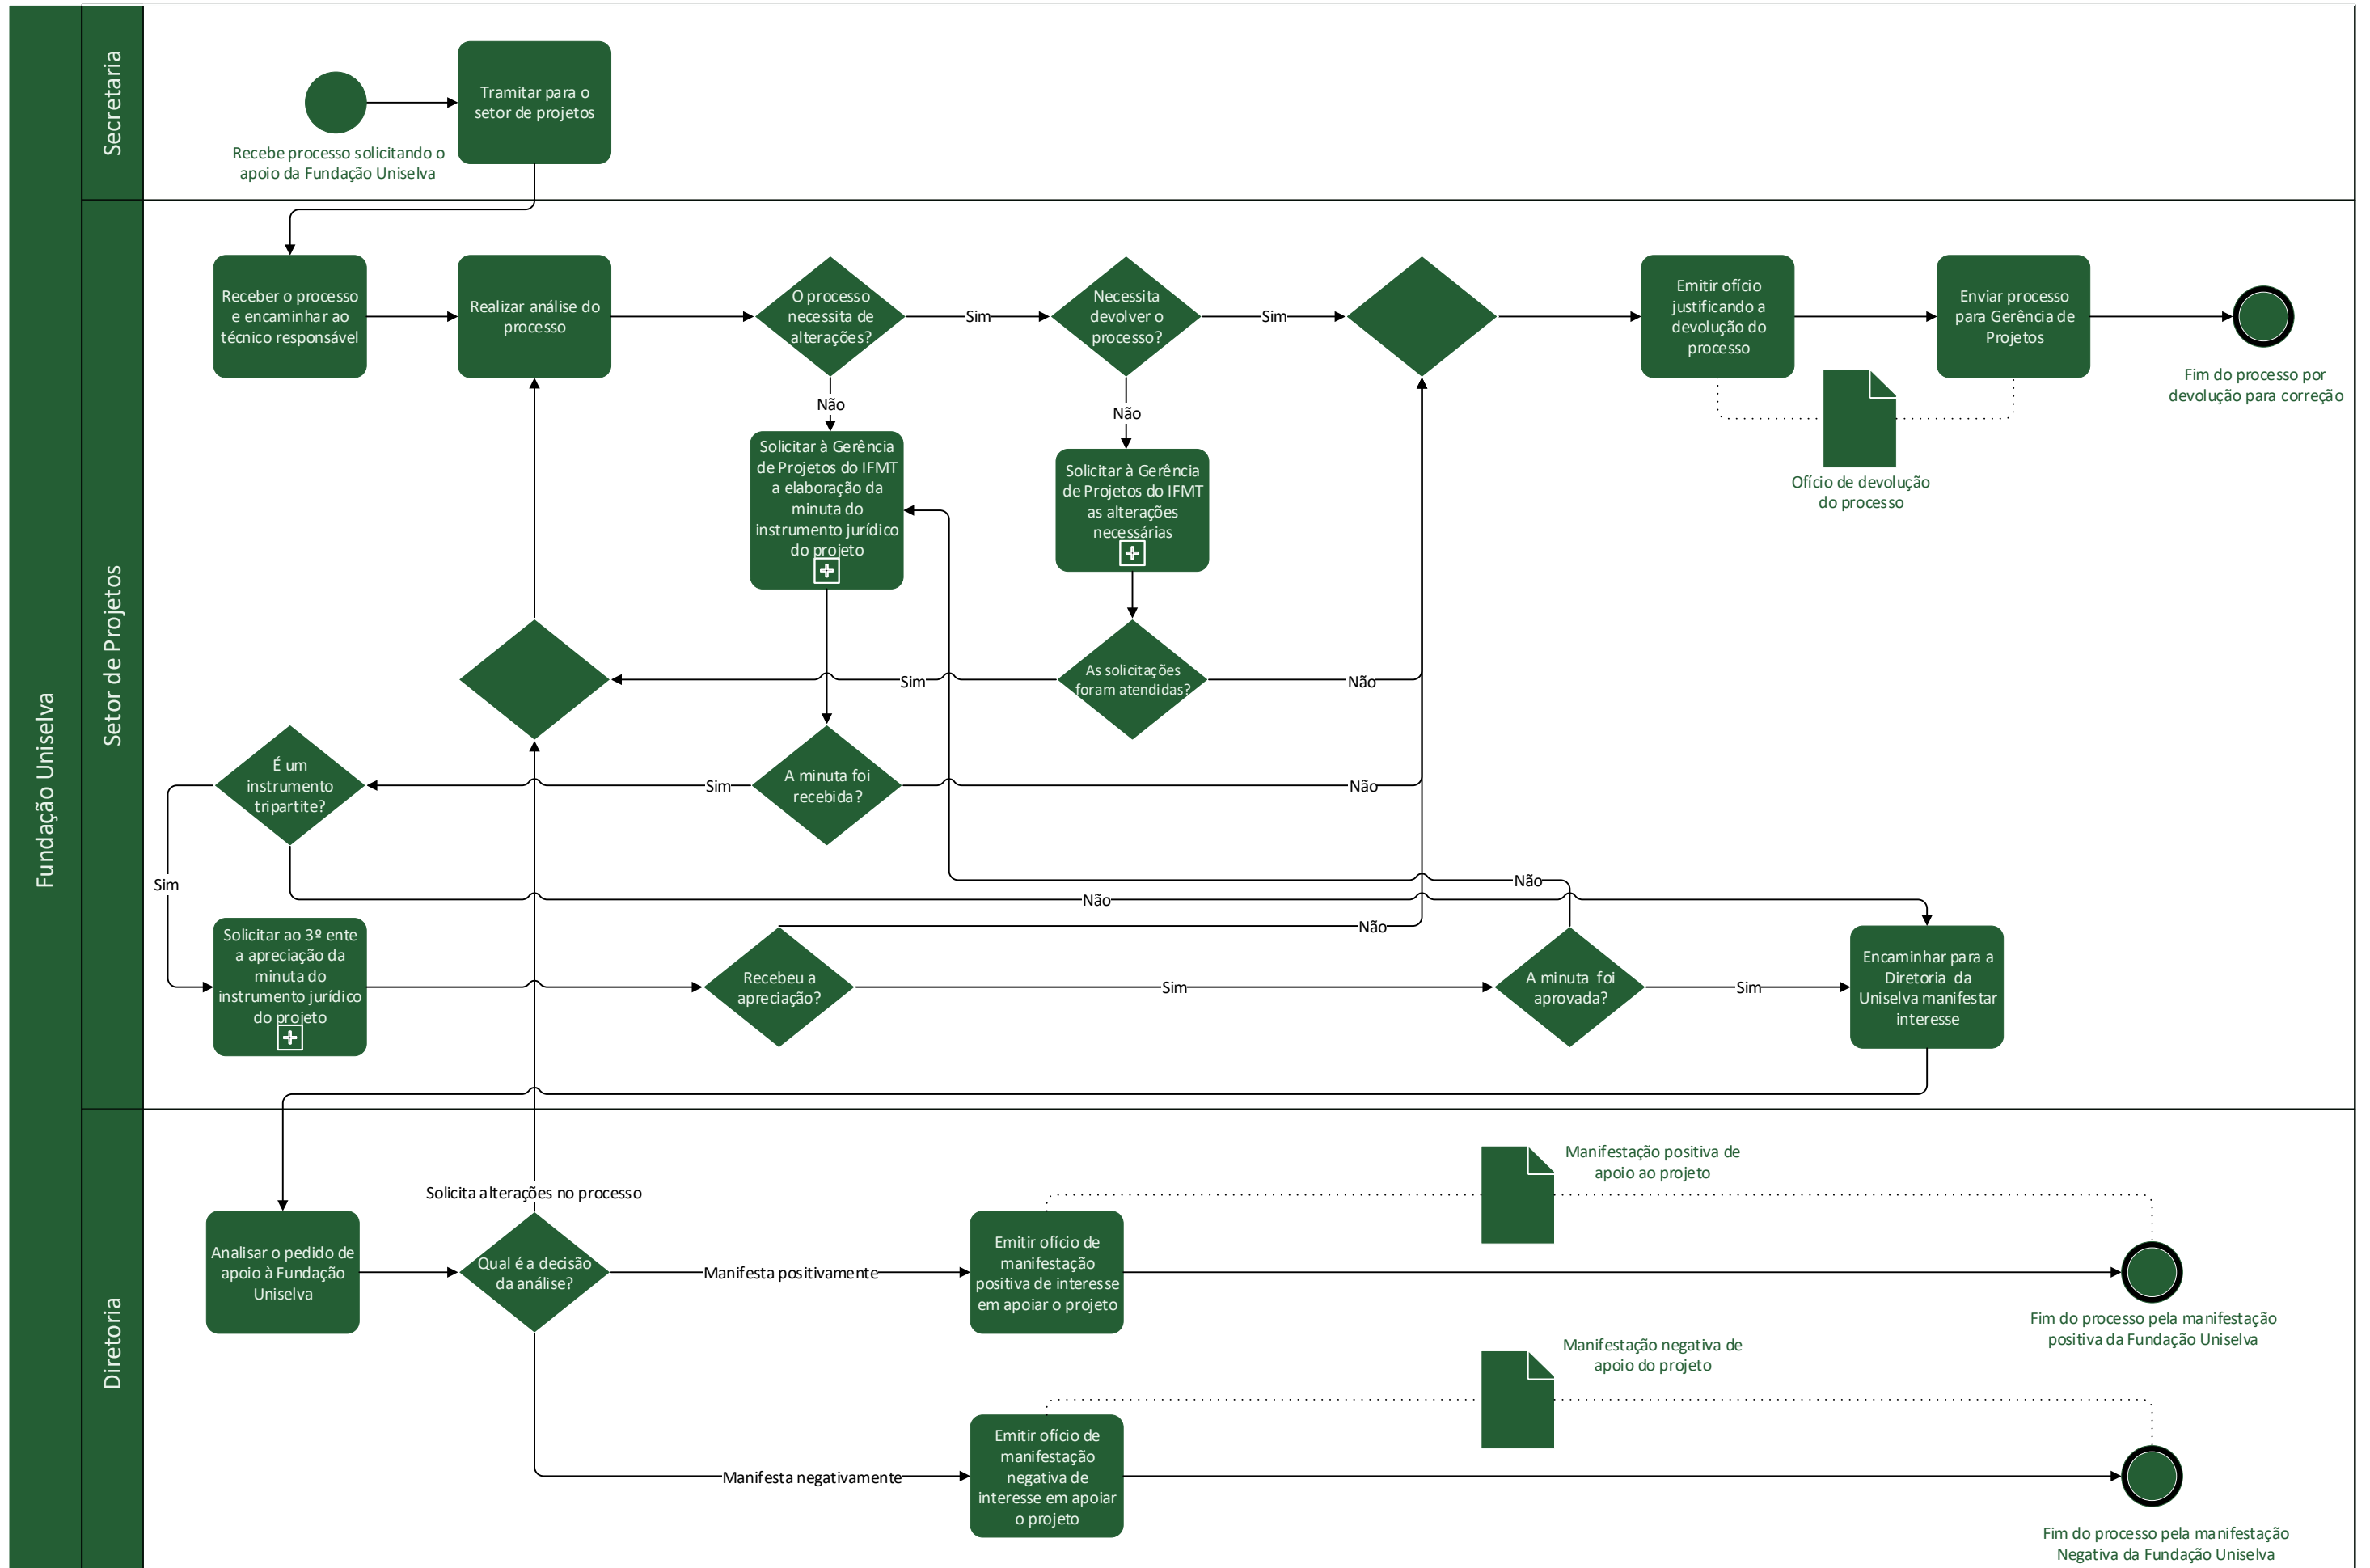 Fundação Uniselva
Secretaria
Recebe processo solicitando o
apoio da Fundação Uniselva
Tramitar para o
setor de projetos
Setor de Projetos
Receber o processo
e encaminhar ao
técnico responsável
Realizar análise do
processo
O processo
necessita de
alterações?
Sim
Necessita
devolver o
processo?
Sim
Emitir ofício
justificando a
devolução do
processo
Enviar processo
para Gerência de
Projetos
Fim do processo por
devolução para correção
Ofício de devolução
do processo
Não
Não
Solicitar à Gerência
de Projetos do IFMT
a elaboração da
minuta do
instrumento jurídico
do projeto
Solicitar à Gerência
de Projetos do IFMT
as alterações
necessárias
As solicitações
foram atendidas?
Sim
Não
É um
instrumento
tripartite?
Sim
A minuta foi
recebida?
Não
Sim
Não
Não
Solicitar ao 3º ente
a apreciação da
minuta do
instrumento jurídico
do projeto
Recebeu a
apreciação?
Não
Sim
A minuta foi
aprovada?
Sim
Encaminhar para a
Diretoria da
Uniselva manifestar
interesse
Diretoria
Solicita alterações no processo
Analisar o pedido de
apoio à Fundação
Uniselva
Qual é a decisão
da análise?
Manifesta positivamente
Emitir ofício de
manifestação
positiva de interesse
em apoiar o projeto
Manifestação positiva de
apoio ao projeto
Fim do processo pela manifestação
positiva da Fundação Uniselva
Manifesta negativamente
Emitir ofício de
manifestação
negativa de
interesse em apoiar
o projeto
Manifestação negativa de
apoio do projeto
Fim do processo pela manifestação
Negativa da Fundação Uniselva